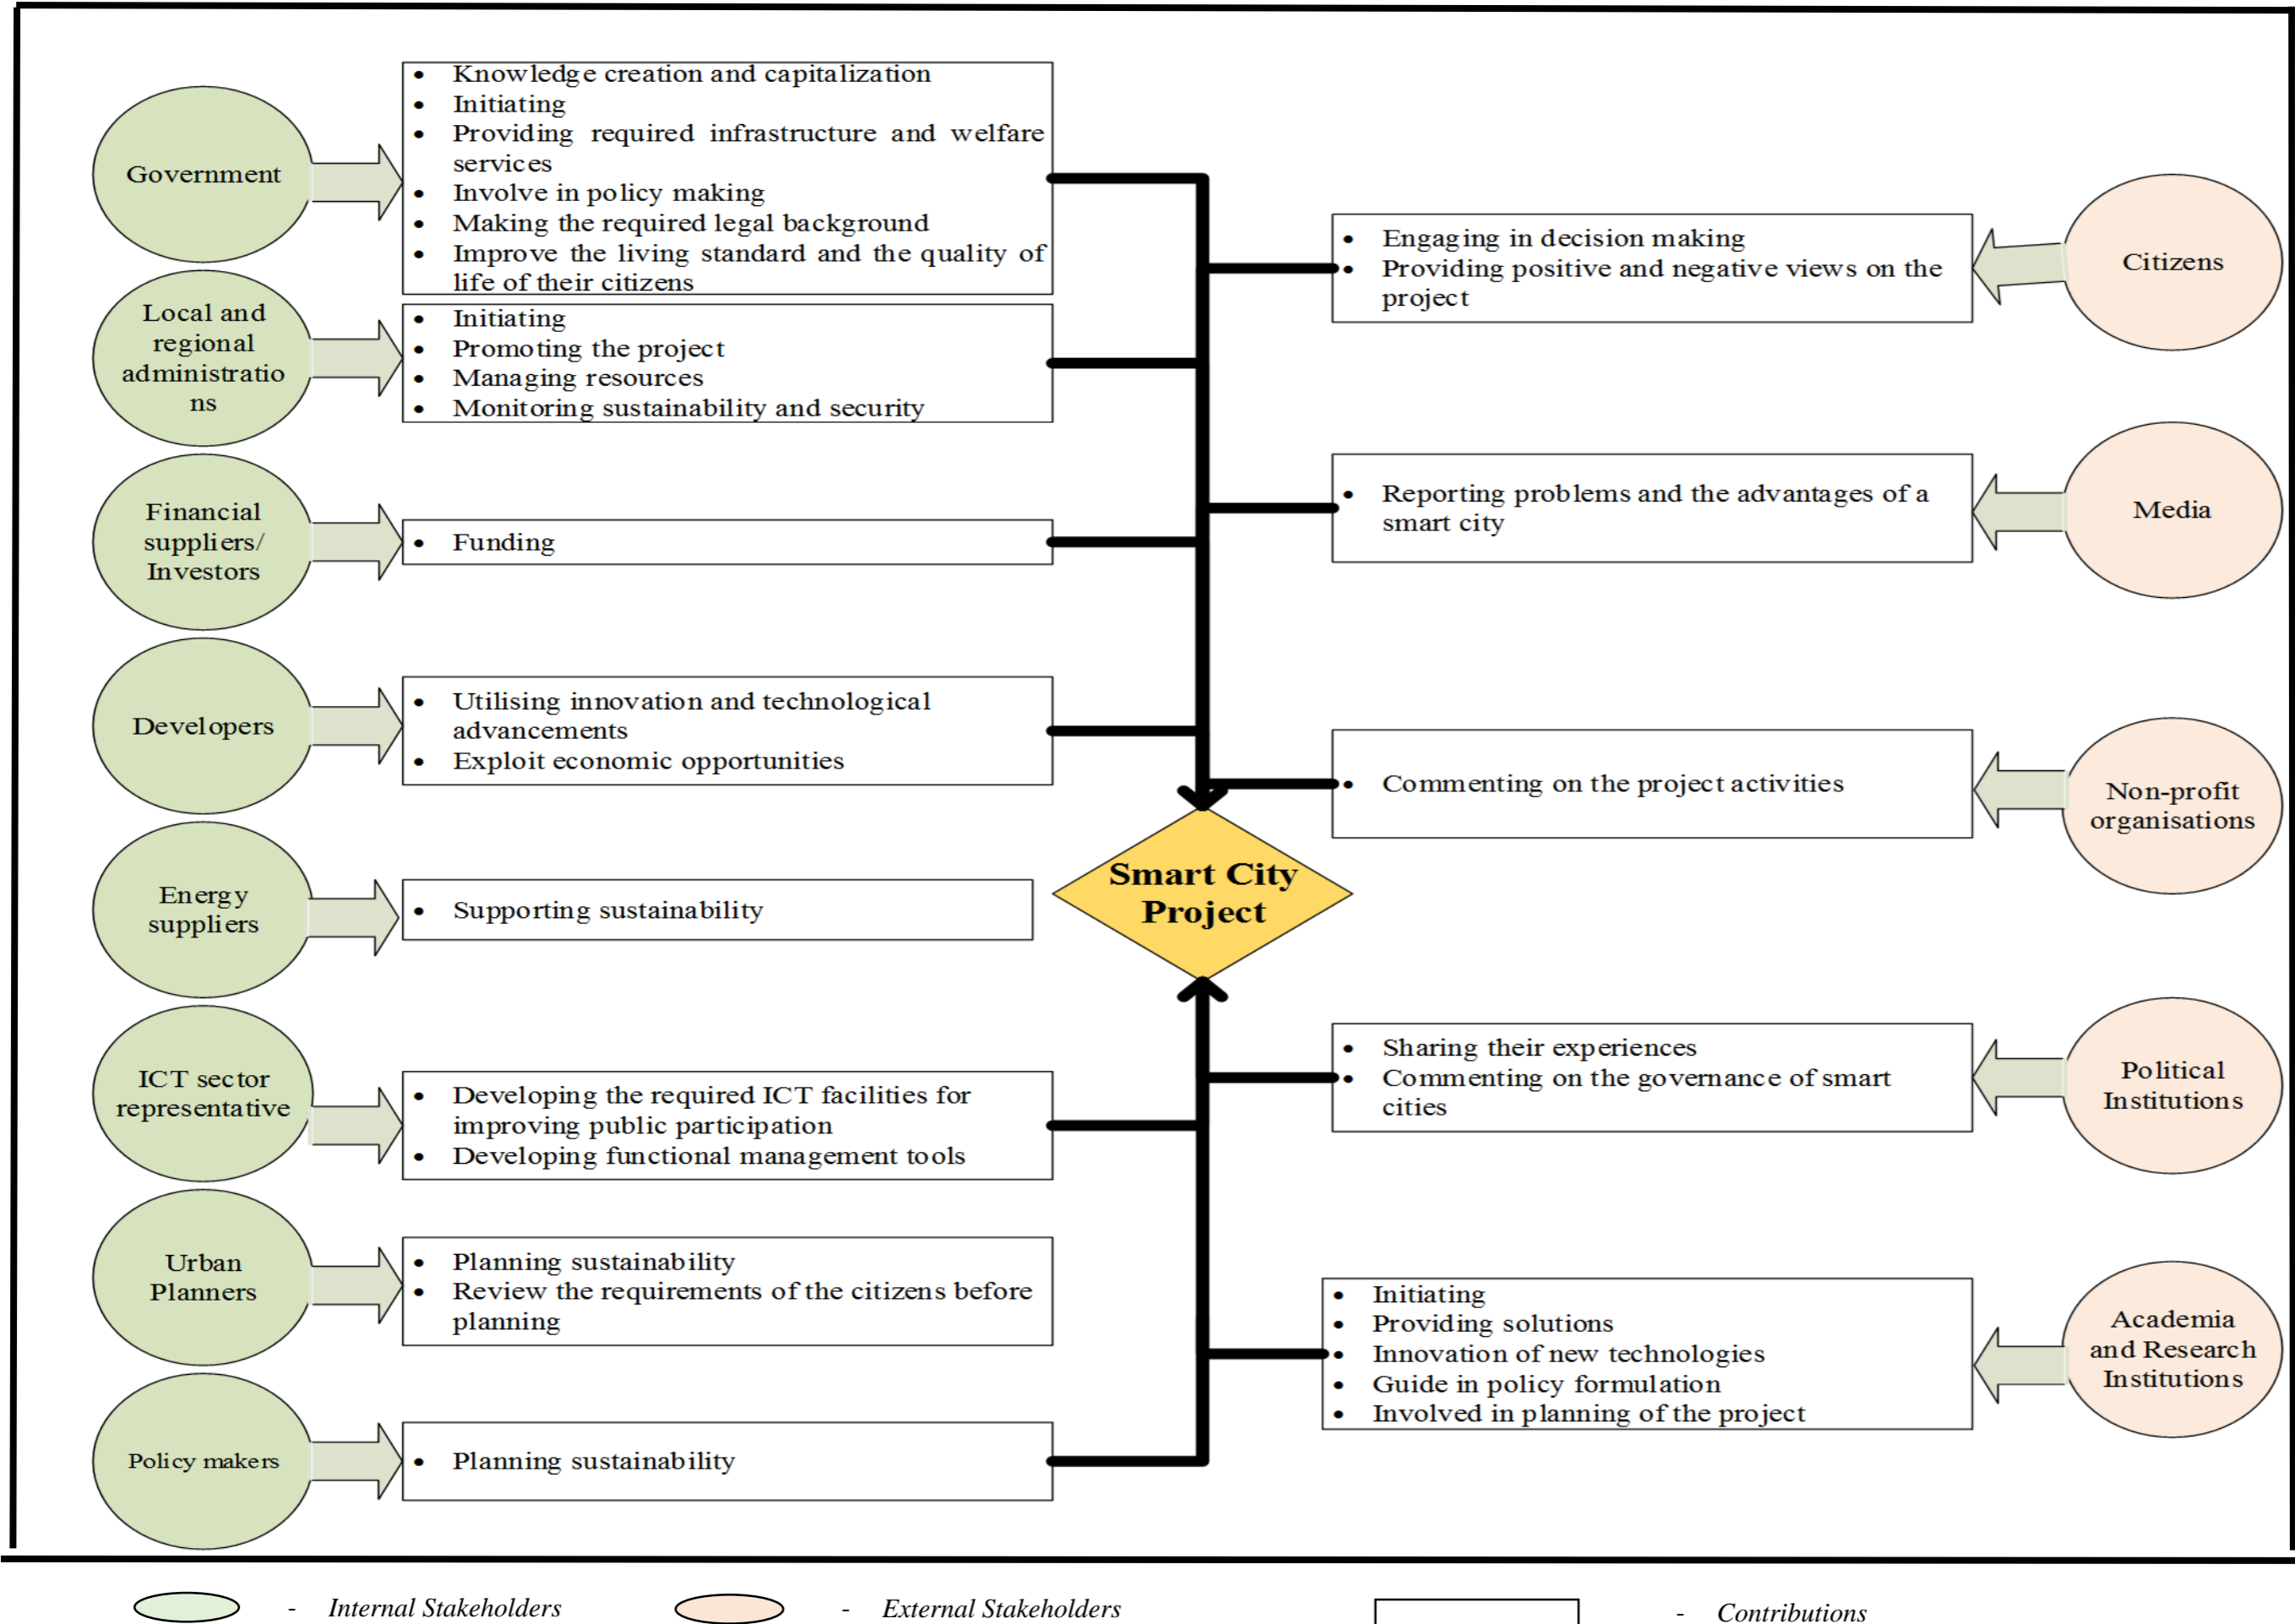 Government
• Knowledge creation and capitalization
• Initiating
• Providing required infrastructure and welfare
services
• Involve in policy making
• Making the required legal background
• Improve the living standard and the quality of
life of their citizens
Local and
regional
administratio
ns
• Initiating
• Promoting the project
• Managing resources
• Monitoring sustainability and security
Financial
suppliers/
Investors
• Funding
Developers
• Utilising innovation and technological
advancements
• Exploit economic opportunities
Energy
suppliers
• Supporting sustainability
ICT sector
representative
• Developing the required ICT facilities for
improving public participation
• Developing functional management tools
Urban
Planners
• Planning sustainability
• Review the requirements of the citizens before
planning
Policy makers
• Planning sustainability
Smart City
Project
• Engaging in decision making
• Providing positive and negative views on the
project
Citizens
• Reporting problems and the advantages of a
smart city
Media
• Commenting on the project activities
Non-profit
organisations
• Sharing their experiences
• Commenting on the governance of smart
cities
Political
Institutions
• Initiating
• Providing solutions
• Innovation of new technologies
• Guide in policy formulation
• Involved in planning of the project
Academia
and Research
Institutions
- Internal Stakeholders
- External Stakeholders
- Contributions